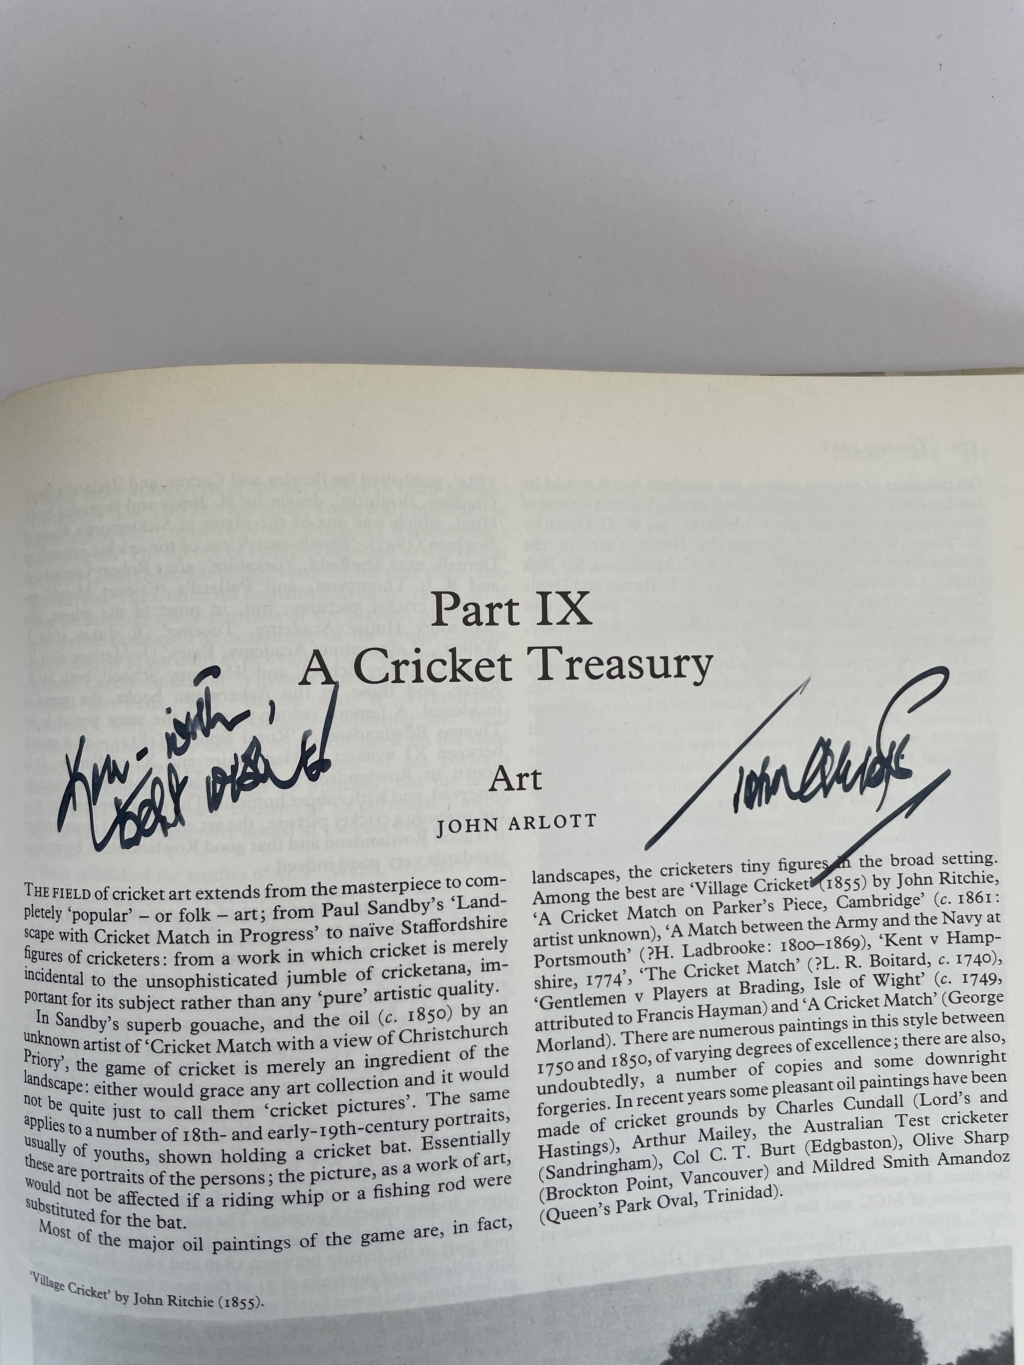 Part IX
A Cricket Treasury
Ken - with,
best wishes
John Arlott
Art
JOHN ARLOTT
THE FIELD of cricket art extends from the masterpiece to com-
pletely 'popular' – or folk – art; from Paul Sandby's 'Land-
scape with Cricket Match in Progress' to naïve Staffordshire
figures of cricketers: from a work in which cricket is merely
incidental to the unsophisticated jumble of cricketana, im-
portant for its subject rather than any 'pure' artistic quality.
In Sandby's superb gouache, and the oil (c. 1850) by an
unknown artist of 'Cricket Match with a view of Christchurch
Priory', the game of cricket is merely an ingredient of the
landscape: either would grace any art collection and it would
not be quite just to call them 'cricket pictures'. The same
applies to a number of 18th- and early-19th-century portraits,
usually of youths, shown holding a cricket bat. Essentially
these are portraits of the persons; the picture, as a work of art,
would not be affected if a riding whip or a fishing rod were
substituted for the bat.
Most of the major oil paintings of the game are, in fact,
landscapes, the cricketers tiny figures in the broad setting.
Among the best are 'Village Cricket' (1855) by John Ritchie,
'A Cricket Match on Parker's Piece, Cambridge' (c. 1861:
artist unknown), 'A Match between the Army and the Navy at
Portsmouth' (?H. Ladbrooke: 1800–1869), 'Kent v Hamp-
shire, 1774', 'The Cricket Match' (?L. R. Boitard, c. 1740),
'Gentlemen v Players at Brading, Isle of Wight' (c. 1749,
attributed to Francis Hayman) and 'A Cricket Match' (George
Morland). There are numerous paintings in this style between
1750 and 1850, of varying degrees of excellence; there are also,
undoubtedly, a number of copies and some downright
forgeries. In recent years some pleasant oil paintings have been
made of cricket grounds by Charles Cundall (Lord's and
Hastings), Arthur Mailey, the Australian Test cricketer
(Sandringham), Col C. T. Burt (Edgbaston), Olive Sharp
(Brockton Point, Vancouver) and Mildred Smith Amandoz
(Queen's Park Oval, Trinidad).
'Village Cricket' by John Ritchie (1855).